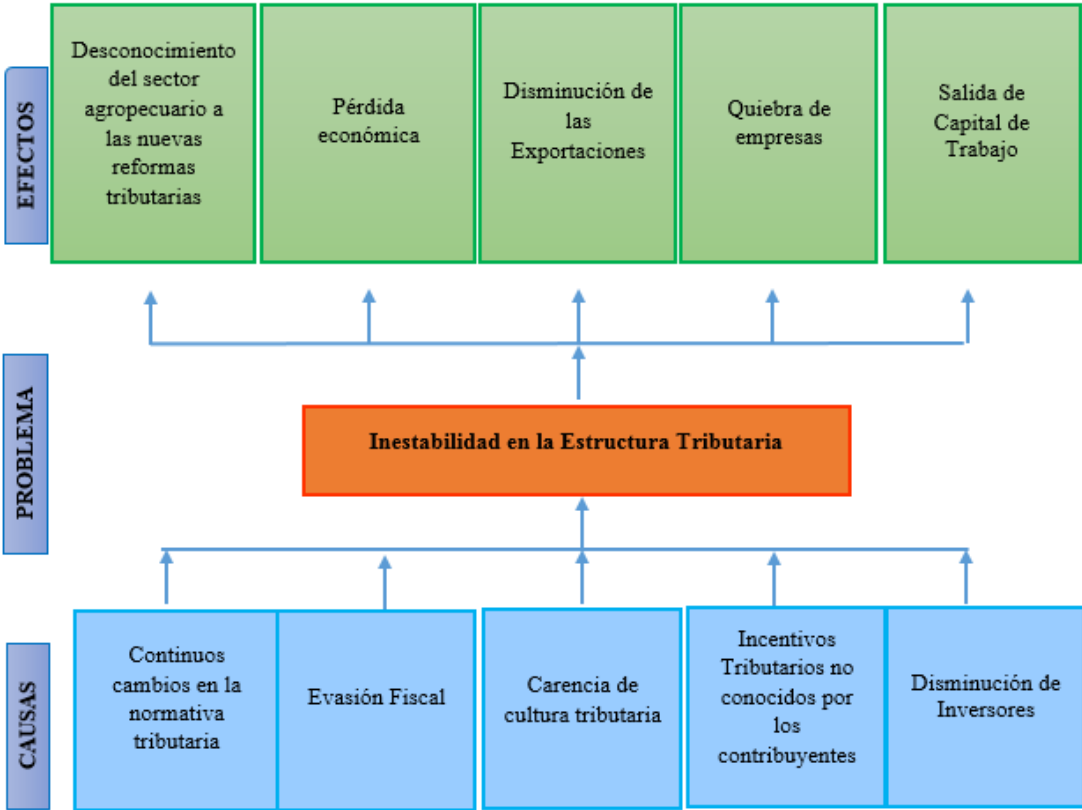 EFECTOS
Desconocimiento
del sector
agropecuario a
las nuevas
reformas
tributarias
Pérdida
económica
Disminución de
las
Exportaciones
Quiebra de
empresas
Salida de
Capital de
Trabajo
PROBLEMA
Inestabilidad en la Estructura Tributaria
CAUSAS
Continuos
cambios en la
normativa
tributaria
Evasión Fiscal
Carencia de
cultura tributaria
Incentivos
Tributarios no
conocidos por
los
contribuyentes
Disminución de
Inversores